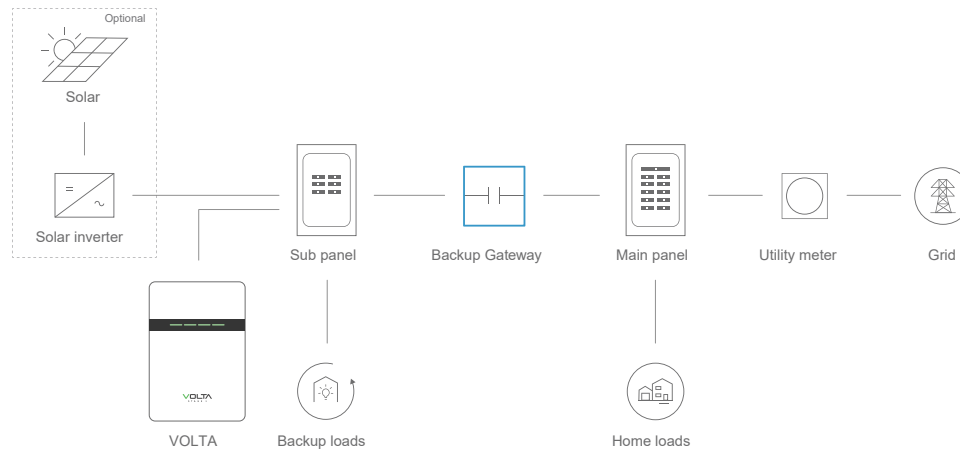 Optional
Solar
Solar inverter
Sub panel
Backup Gateway
Main panel
Utility meter
Grid
VOLTA
VOLTA
Backup loads
Home loads